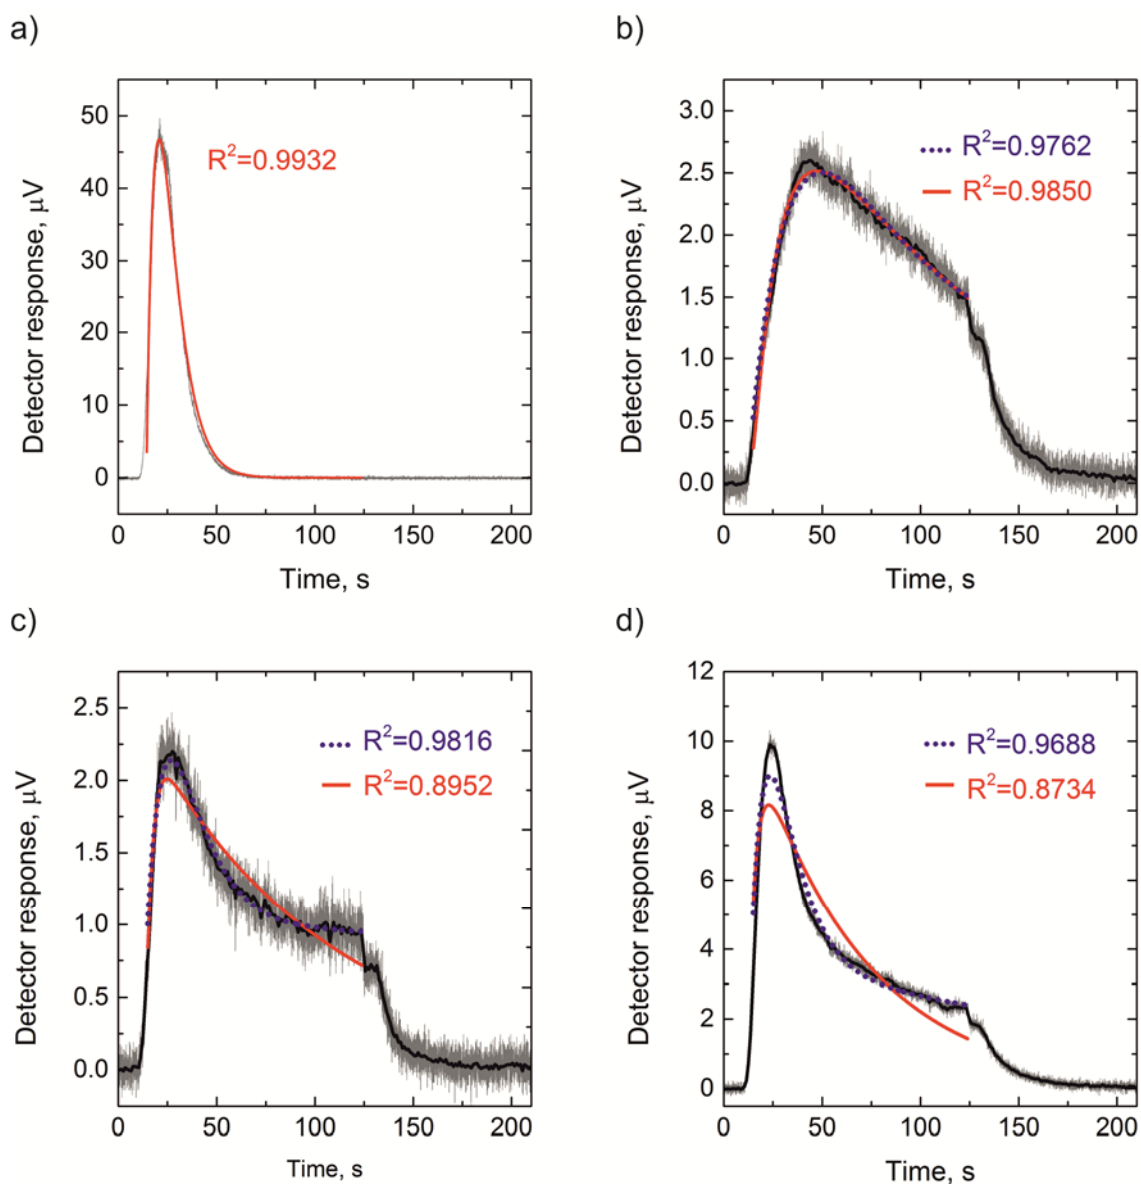 a)
50
40
30
20
10
0
Detector response, μV
R²=0.9932
0 50 100 150 200
Time, s
b)
3.0
2.5
2.0
1.5
1.0
0.5
0.0
Detector response, μV
R²=0.9762
R²=0.9850
0 50 100 150 200
Time, s
c)
2.5
2.0
1.5
1.0
0.5
0.0
Detector response, μV
R²=0.9816
R²=0.8952
0 50 100 150 200
Time, s
d)
12
10
8
6
4
2
0
Detector response, μV
R²=0.9688
R²=0.8734
0 50 100 150 200
Time, s